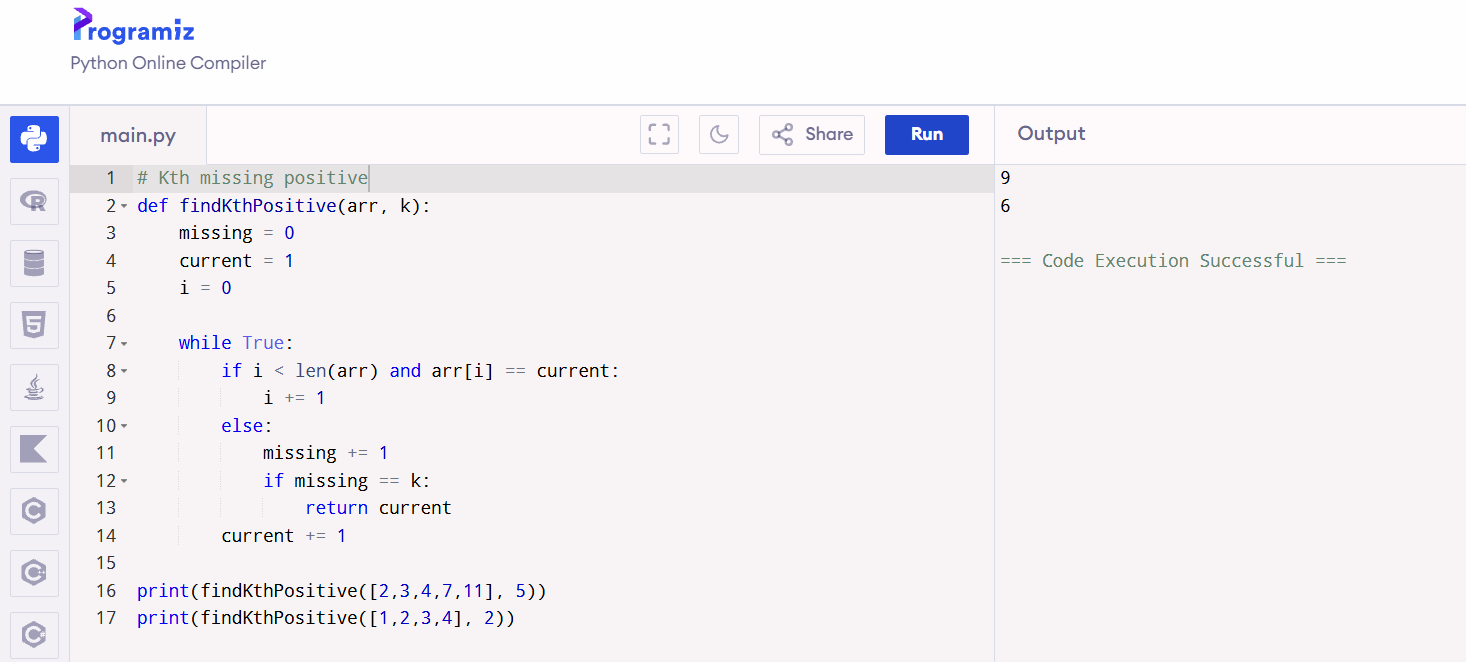 Programiz
Python Online Compiler
main.py
Share
Run
Output
1 # Kth missing positive
2 def findKthPositive(arr, k):
3     missing = 0
4     current = 1
5     i = 0
6
7     while True:
8         if i < len(arr) and arr[i] == current:
9             i += 1
10         else:
11             missing += 1
12             if missing == k:
13                 return current
14         current += 1
15
16 print(findKthPositive([2,3,4,7,11], 5))
17 print(findKthPositive([1,2,3,4], 2))
9
6
=== Code Execution Successful ===